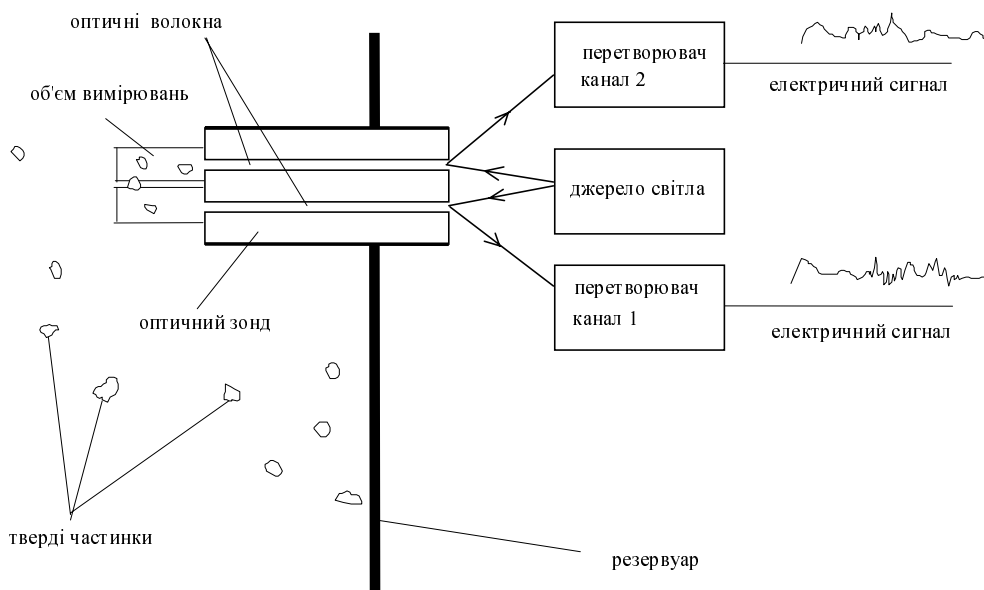 оптичні волокна
об'єм вимірювань
перетворювач
канал 2
електричний сигнал
джерело світла
перетворювач
канал 1
електричний сигнал
оптичний зонд
тверді частинки
резервуар